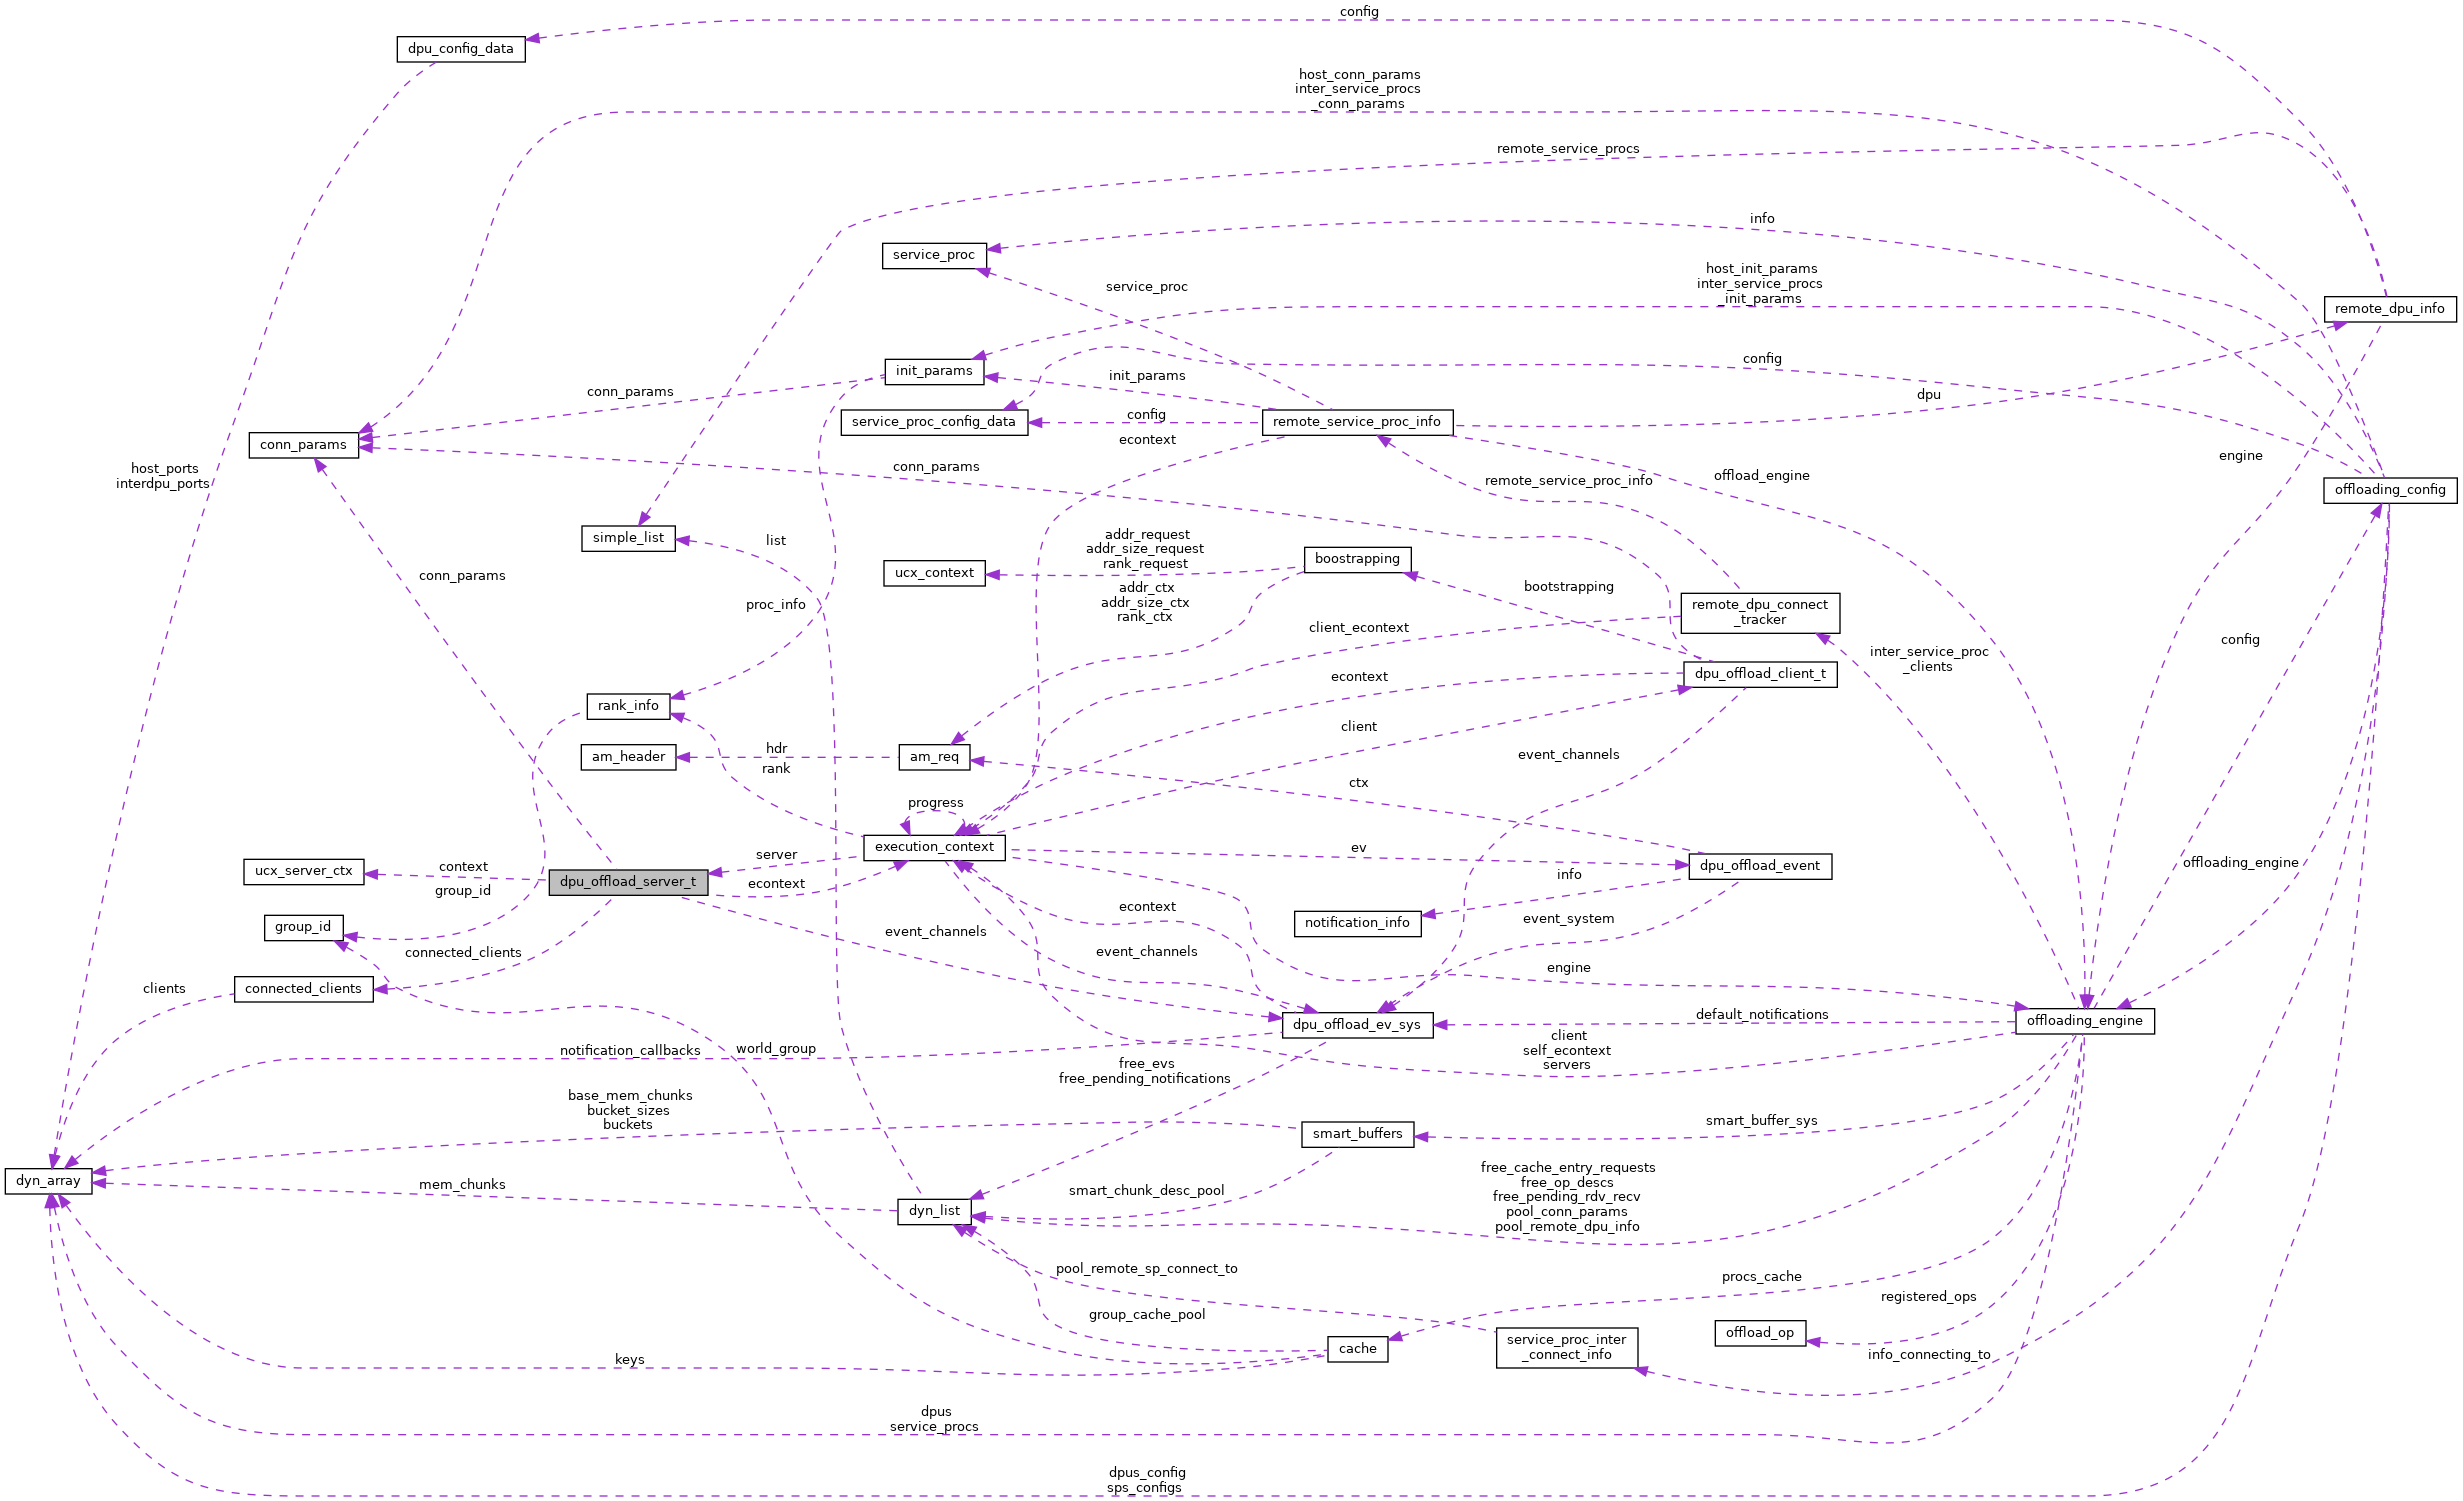 config
dpu_config_data
host_conn_params
inter_service_procs
_conn_params
remote_service_procs
info
service_proc
host_init_params
inter_service_procs
_init_params
service_proc
remote_dpu_info
config
init_params
init_params
conn_params
dpu
config
service_proc_config_data
remote_service_proc_info
econtext
conn_params
engine
host_ports
interdpu_ports
conn_params
offload_engine
remote_service_proc_info
offloading_config
simple_list
list
addr_request
addr_size_request
rank_request
boostrapping
ucx_context
conn_params
bootstrapping
addr_ctx
addr_size_ctx
rank_ctx
proc_info
remote_dpu_connect
_tracker
client_econtext
config
inter_service_proc
_clients
econtext
dpu_offload_client_t
rank_info
client
hdr
am_header
am_req
rank
event_channels
ctx
progress
execution_context
ev
server
dpu_offload_event
offloading_engine
context
ucx_server_ctx
dpu_offload_server_t
econtext
group_id
info
econtext
notification_info
event_system
group_id
event_channels
connected_clients
event_channels
engine
clients
connected_clients
default_notifications
dpu_offload_ev_sys
offloading_engine
client
self_econtext
servers
world_group
notification_callbacks
free_evs
free_pending_notifications
base_mem_chunks
bucket_sizes
buckets
smart_buffer_sys
smart_buffers
free_cache_entry_requests
free_op_descs
free_pending_rdv_recv
pool_conn_params
pool_remote_dpu_info
dyn_array
mem_chunks
smart_chunk_desc_pool
dyn_list
pool_remote_sp_connect_to
procs_cache
registered_ops
group_cache_pool
offload_op
service_proc_inter
_connect_info
cache
info_connecting_to
keys
dpus
service_procs
dpus_config
sps_configs